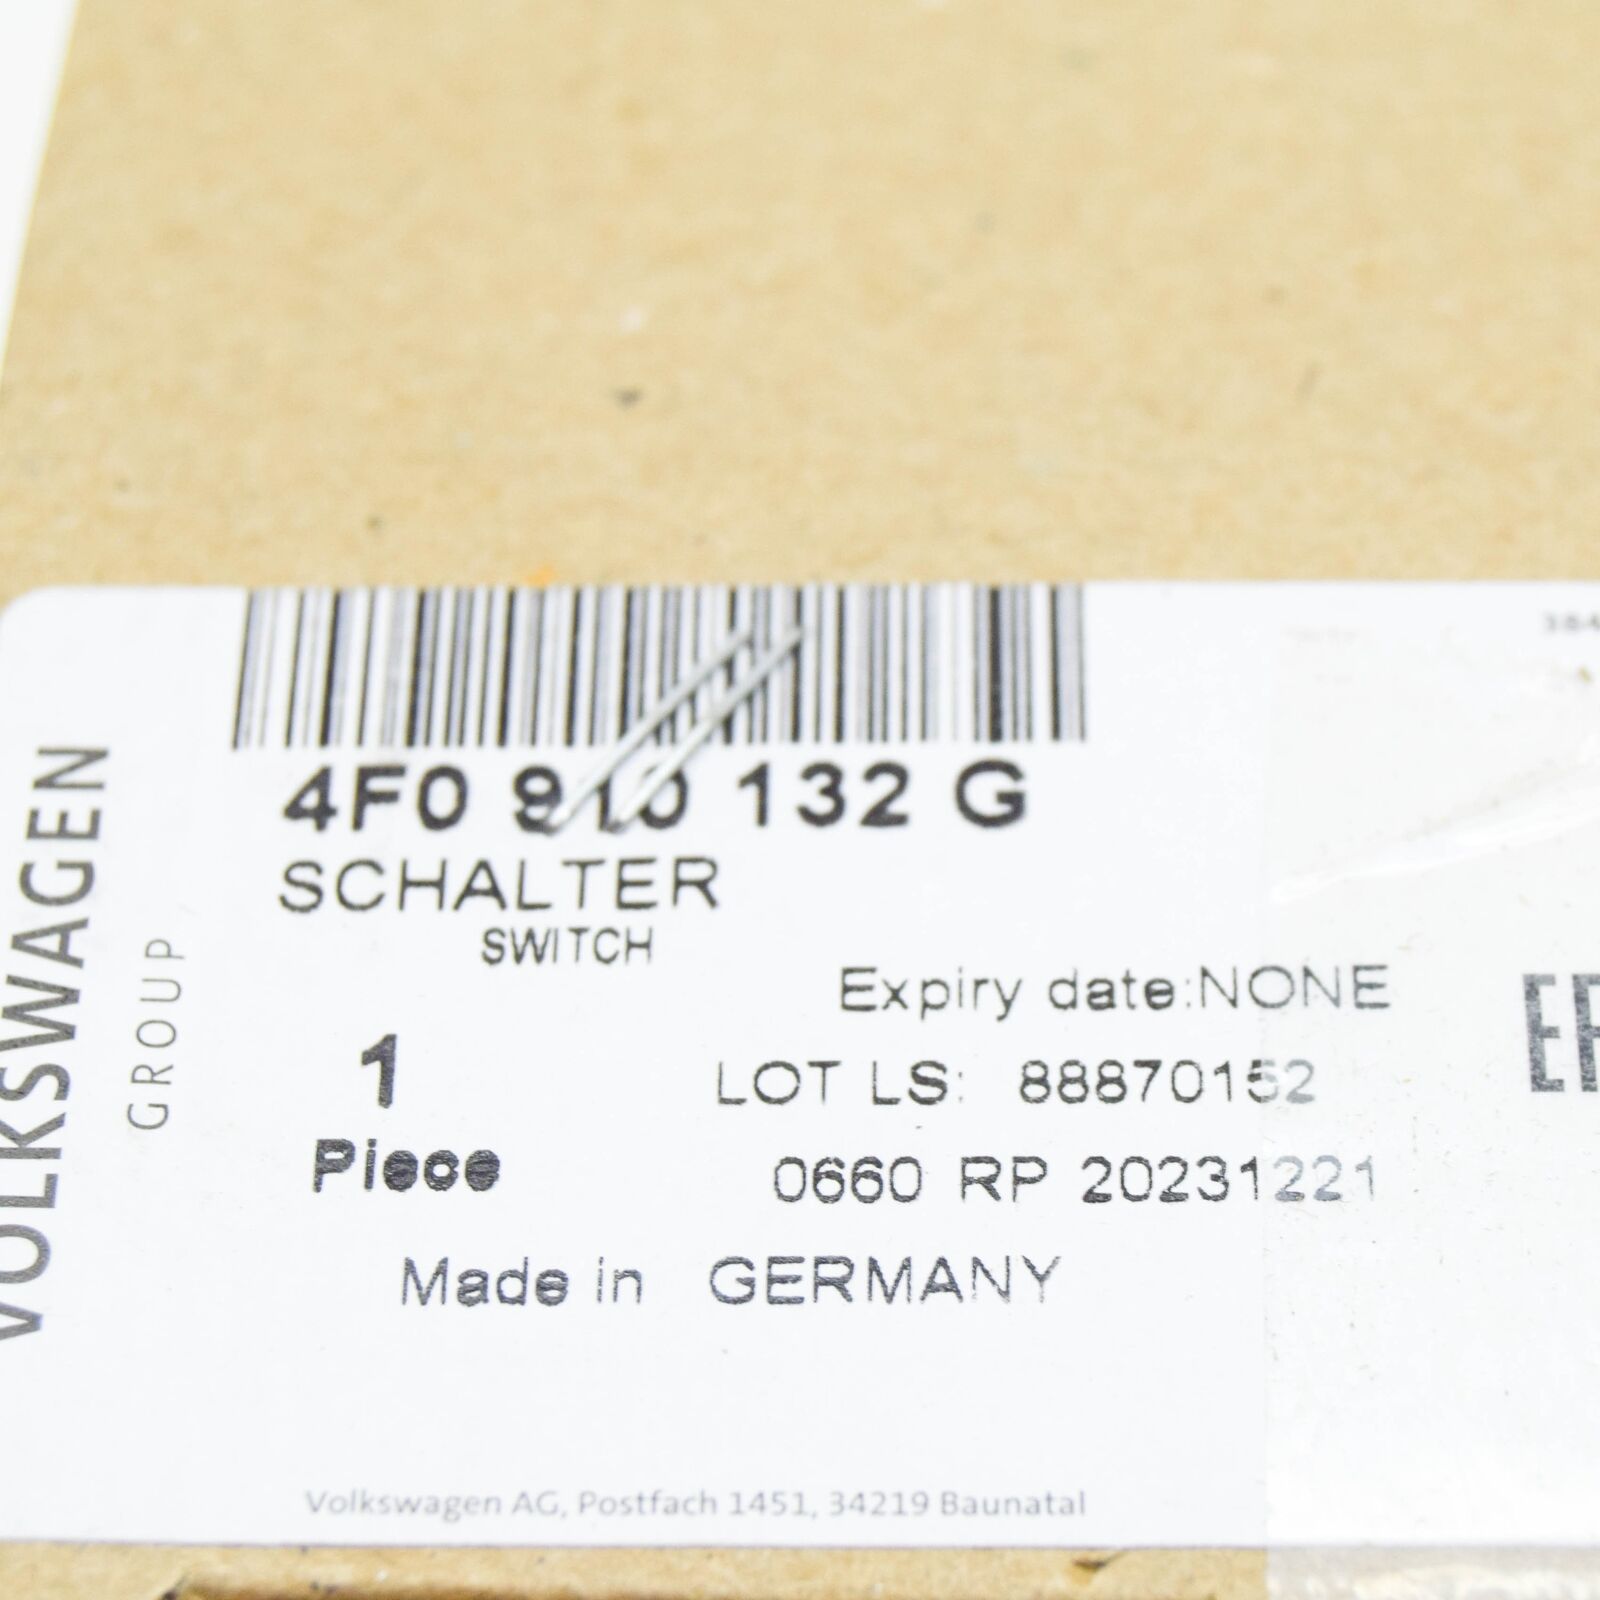 384
4F0 910 132 G
SCHALTER
SWITCH
Expiry date:NONE
1
LOT LS: 88870152
Piece
0660 RP 20231221
Made in GERMANY
Volkswagen AG, Postfach 1451, 34219 Baunatal
VOLKSWAGEN
GROUP